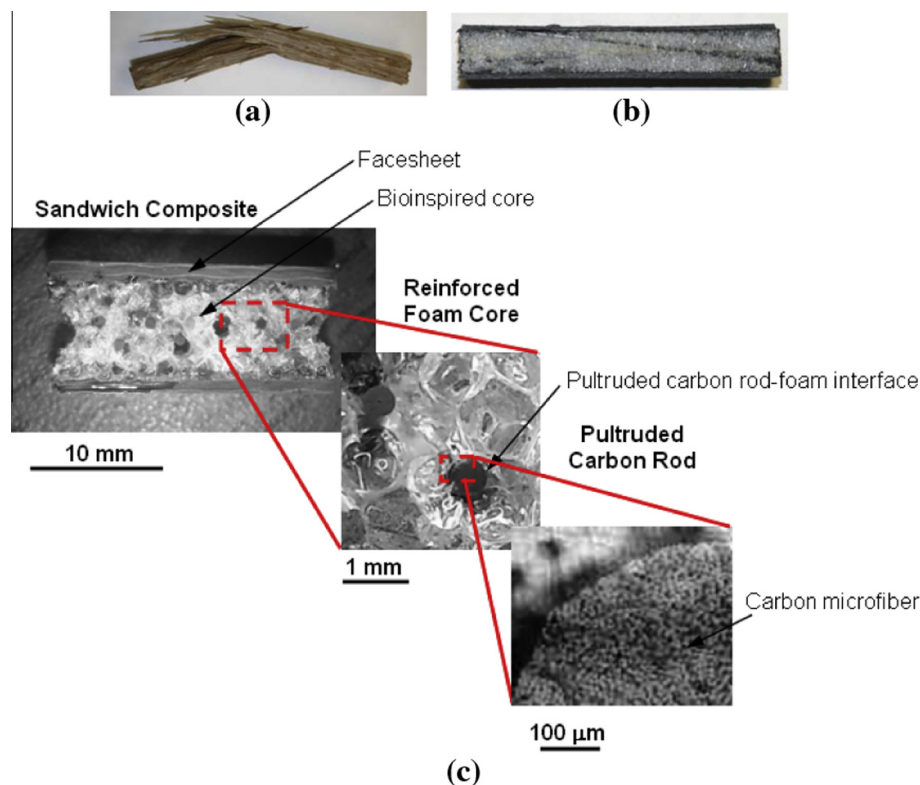 (a)
(b)
Facesheet
Bioinspired core
Sandwich Composite
Reinforced
Foam Core
Pultruded carbon rod-foam interface
Pultruded
Carbon Rod
10 mm
1 mm
Carbon microfiber
100 μm
(c)